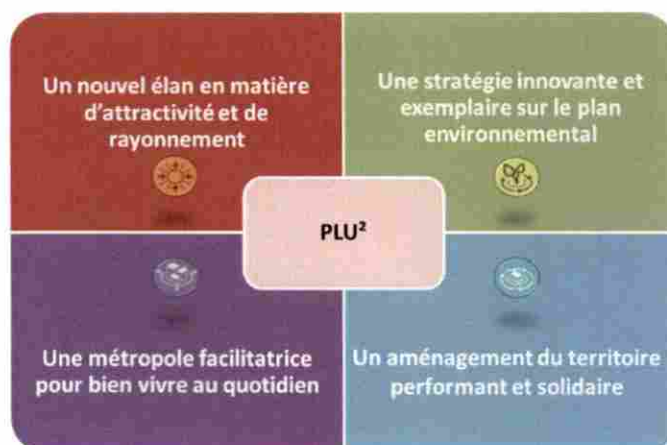 Un nouvel élan en matière
d'attractivité et de
rayonnement
Une stratégie innovante et
exemplaire sur le plan
environnemental
PLU²
Une métropole facilitatrice
pour bien vivre au quotidien
Un aménagement du territoire
performant et solidaire